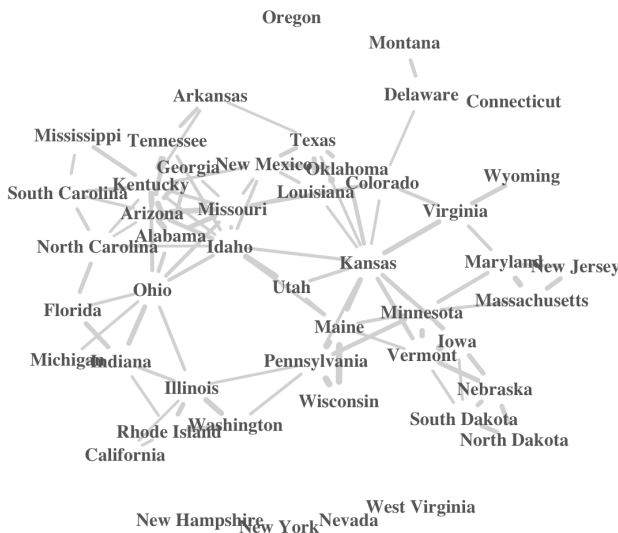 Oregon
Montana
Arkansas
Delaware
Connecticut
Mississippi
Tennessee
Texas
Georgia
New Mexico
Oklahoma
Kentucky
Louisiana
Colorado
Wyoming
South Carolina
Arizona
Missouri
Virginia
Alabama
North Carolina
Idaho
Kansas
Maryland
New Jersey
Ohio
Utah
Massachusetts
Florida
Minnesota
Maine
Iowa
Michigan
Indiana
Pennsylvania
Vermont
Illinois
Nebraska
Wisconsin
South Dakota
Rhode Island
Washington
North Dakota
California
West Virginia
New Hampshire
New York
Nevada